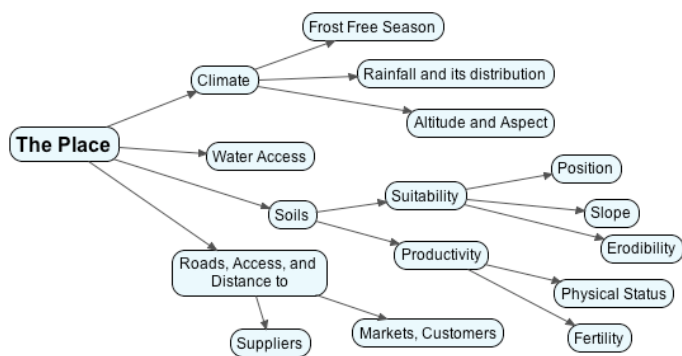 Frost Free Season
Climate
Rainfall and its distribution
Altitude and Aspect
The Place
Water Access
Position
Suitability
Soils
Slope
Erodibility
Productivity
Roads, Access, and
Distance to
Physical Status
Markets, Customers
Suppliers
Fertility